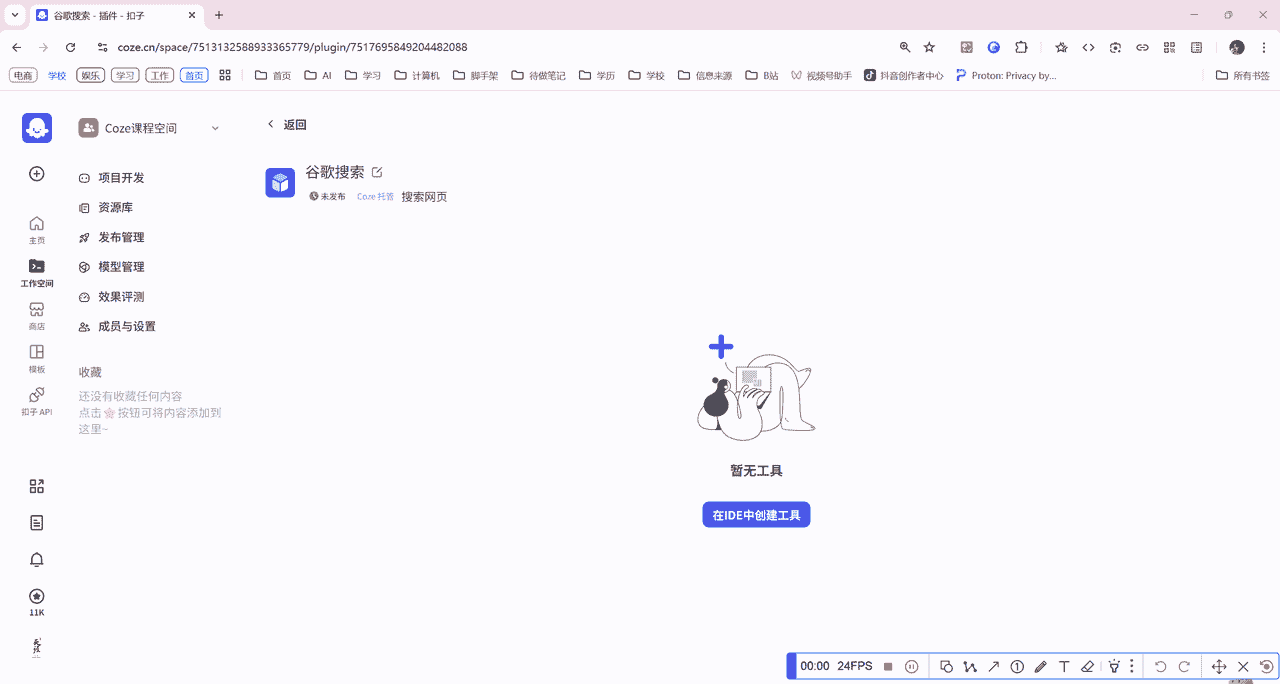 谷歌搜索 - 插件 - 扣子
coze.cn/space/7513132588933365779/plugin/7517695849204482088
电商 学校 娱乐 学习 工作 首页 首页 AI 学习 计算机 脚手架 待做笔记 学历 学校 信息来源 B站 视频号助手 抖音创作者中心 Proton: Privacy by... 所有书签
Coze课程空间
返回
项目开发
资源库
发布管理
模型管理
效果评测
成员与设置
收藏
还没有收藏任何内容
点击 按钮可将内容添加到
这里~
主页
工作空间
商店
模板
扣子 API
11K
谷歌搜索
未发布 Coze 托管 搜索网页
暂无工具
在IDE中创建工具
00:00 24FPS
1 T